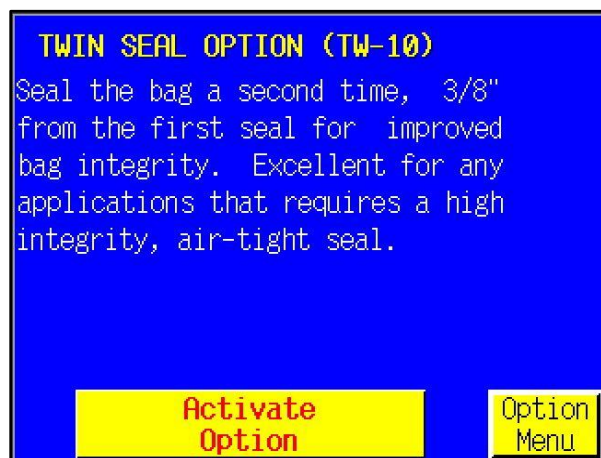 TWIN SEAL OPTION (TW-10)
Seal the bag a second time, 3/8"
from the first seal for improved
bag integrity. Excellent for any
applications that requires a high
integrity, air-tight seal.
Activate
Option
Option
Menu